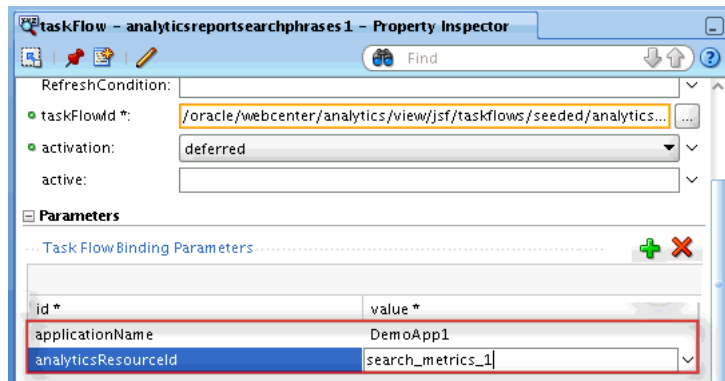 taskFlow - analyticsreportsearchphrases1 - Property Inspector
Find
RefreshCondition:
taskFlowId *: /oracle/webcenter/analytics/view/jsf/taskflows/seeded/analytics... ...
activation: deferred
active:
Parameters
Task Flow Binding Parameters
id * value *
applicationName DemoApp1
analyticsResourceId search_metrics_1